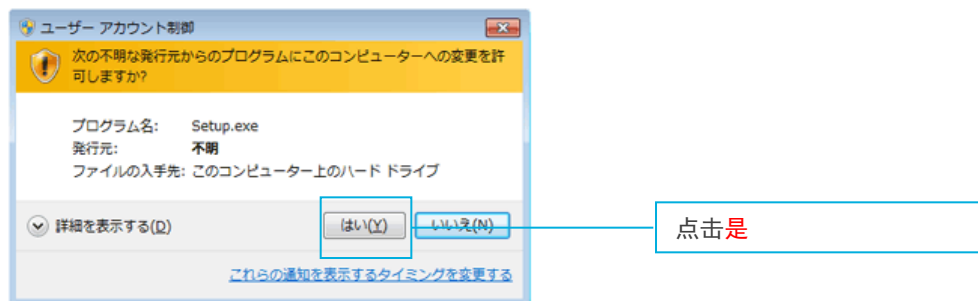 ユーザー アカウント制御
次の不明な発行元からのプログラムにこのコンピューターへの変更を許
可しますか?
プログラム名: Setup.exe
発行元: 不明
ファイルの入手先: このコンピューター上のハード ドライブ
詳細を表示する(D) はい(Y) いいえ(N)
点击是
これらの通知を表示するタイミングを変更する